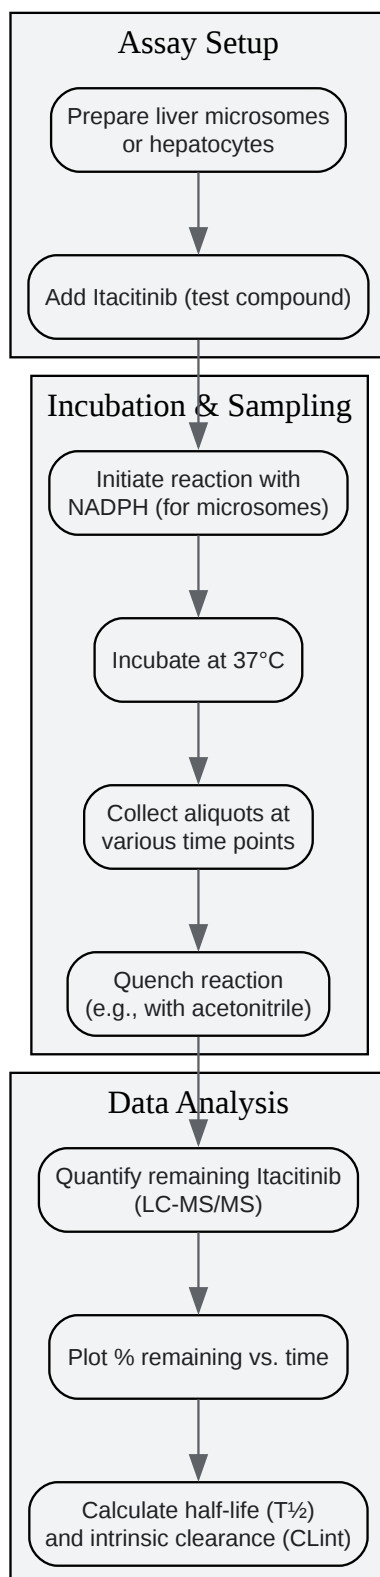 Assay Setup
Prepare liver microsomes
or hepatocytes
Add Itacitinib (test compound)
Incubation & Sampling
Initiate reaction with
NADPH (for microsomes)
Incubate at 37°C
Collect aliquots at
various time points
Quench reaction
(e.g., with acetonitrile)
Data Analysis
Quantify remaining Itacitinib
(LC-MS/MS)
Plot % remaining vs. time
Calculate half-life (T½)
and intrinsic clearance (CLint)